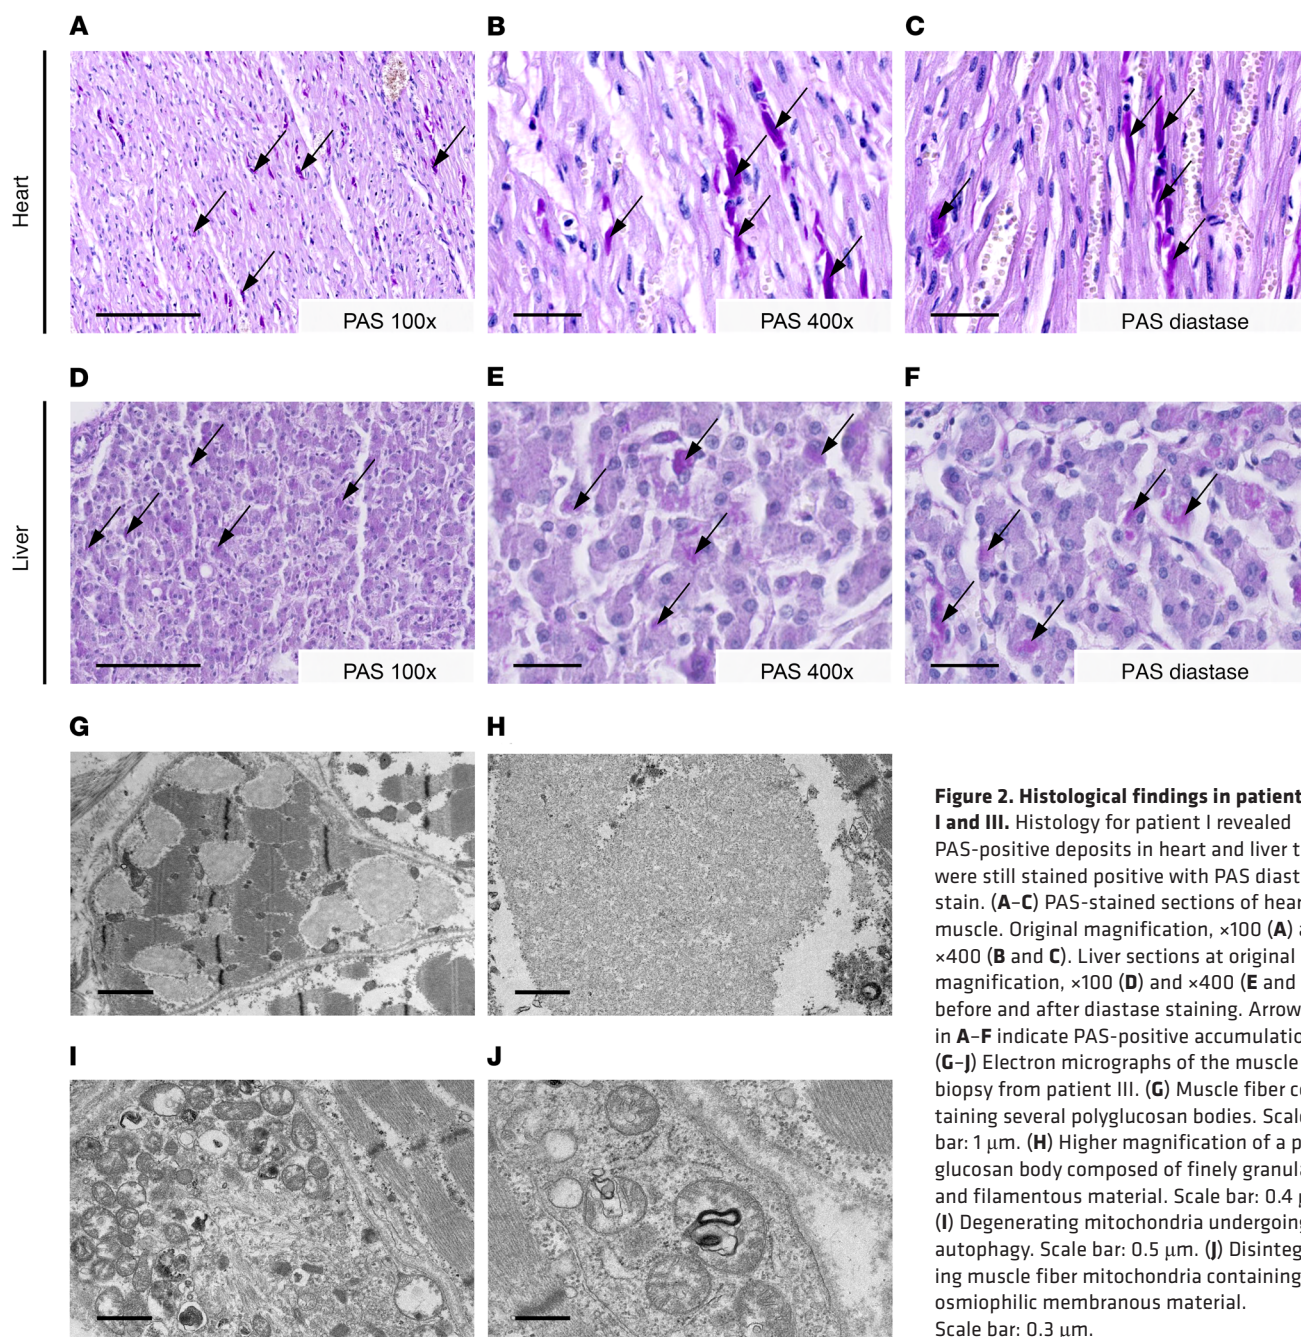 A
B
C
Heart
PAS 100x
PAS 400x
PAS diastase
D
E
F
Liver
PAS 100x
PAS 400x
PAS diastase
G
H
I
J
Figure 2. Histological findings in patient
I and III. Histology for patient I revealed
PAS-positive deposits in heart and liver t
were still stained positive with PAS diast
stain. (A–C) PAS-stained sections of hear
muscle. Original magnification, ×100 (A) a
×400 (B and C). Liver sections at original
magnification, ×100 (D) and ×400 (E and
before and after diastase staining. Arrow
in A–F indicate PAS-positive accumulatio
(G–J) Electron micrographs of the muscle
biopsy from patient III. (G) Muscle fiber co
taining several polyglucosan bodies. Scale
bar: 1 μm. (H) Higher magnification of a p
glucosan body composed of finely granula
and filamentous material. Scale bar: 0.4 μ
(I) Degenerating mitochondria undergoing
autophagy. Scale bar: 0.5 μm. (J) Disinteg
ing muscle fiber mitochondria containing
osmiophilic membranous material.
Scale bar: 0.3 μm.